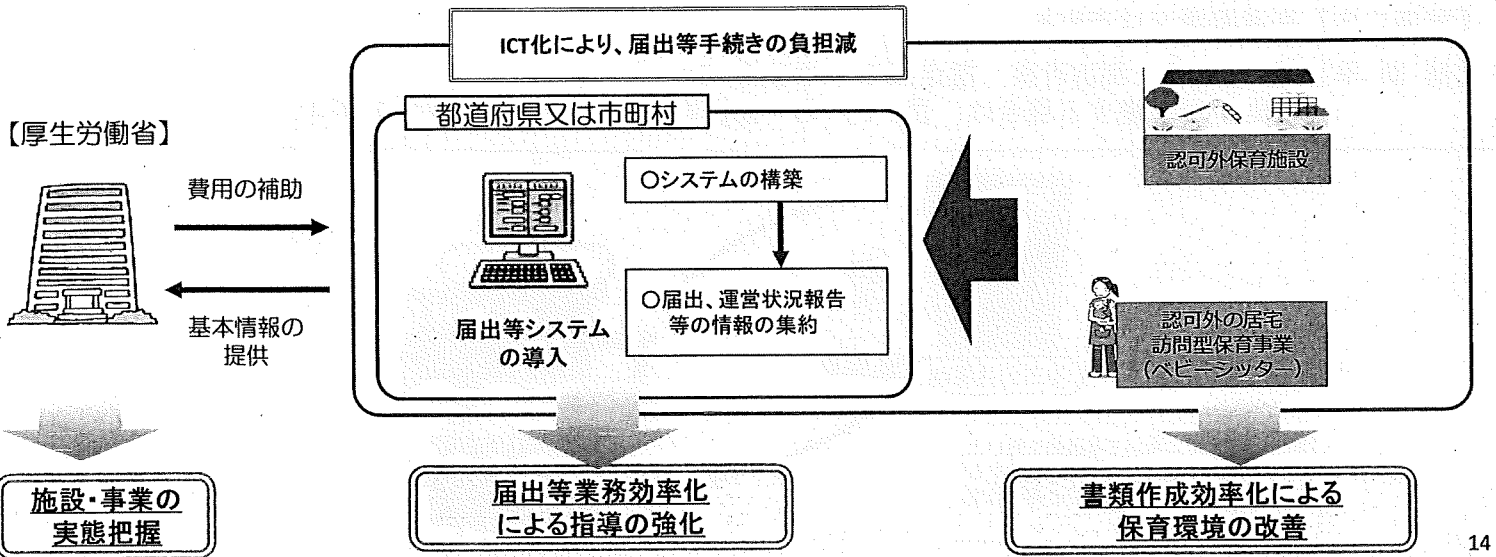 ICT化により、届出等手続きの負担減
都道府県又は市町村
【厚生労働省】
費用の補助
基本情報の
提供
届出等システム
の導入
○システムの構築
○届出、運営状況報告
等の情報の集約
認可外保育施設
認可外の居宅
訪問型保育事業
(ベビーシッター)
施設・事業の
実態把握
届出等業務効率化
による指導の強化
書類作成効率化による
保育環境の改善
14